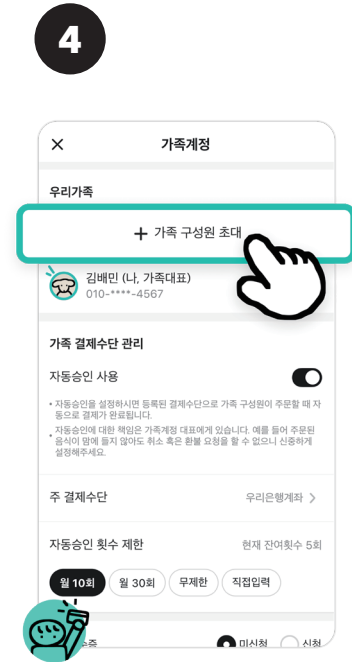 4
가족계정
우리가족
+ 가족 구성원 초대
김배민 (나, 가족대표)
010-****-4567
가족 결제수단 관리
자동승인 사용
• 자동승인을 설정하시면 등록된 결제수단으로 가족 구성원이 주문할 때 자
동으로 결제가 완료됩니다.
• 자동승인에 대한 책임은 가족계정 대표에게 있습니다. 예를 들어 주문된
음식이 맘에 들지 않아도 취소 혹은 환불 요청을 할 수 없으니 신중하게
설정해주세요.
주 결제수단 우리은행계좌 >
자동승인 횟수 제한 현재 잔여횟수 5회
월 10회 월 30회 무제한 직접입력
미신청 신청